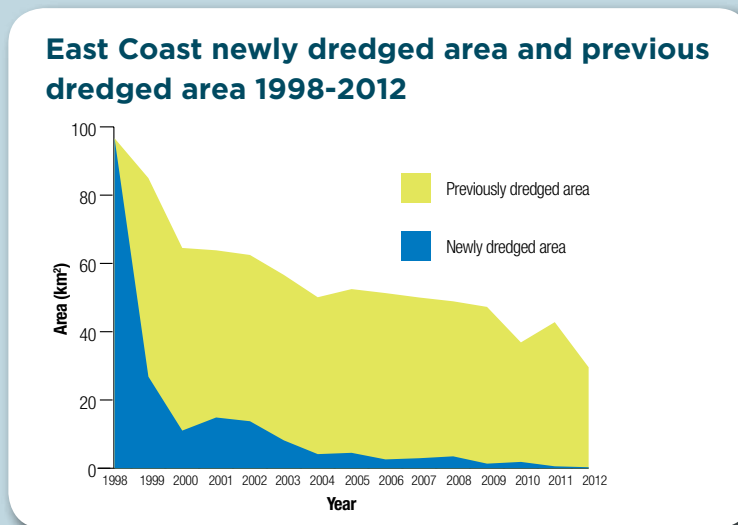 East Coast newly dredged area and previous
dredged area 1998-2012
100
80
60
40
20
0
Area (km²)
Previously dredged area
Newly dredged area
1998 1999 2000 2001 2002 2003 2004 2005 2006 2007 2008 2009 2010 2011 2012
Year